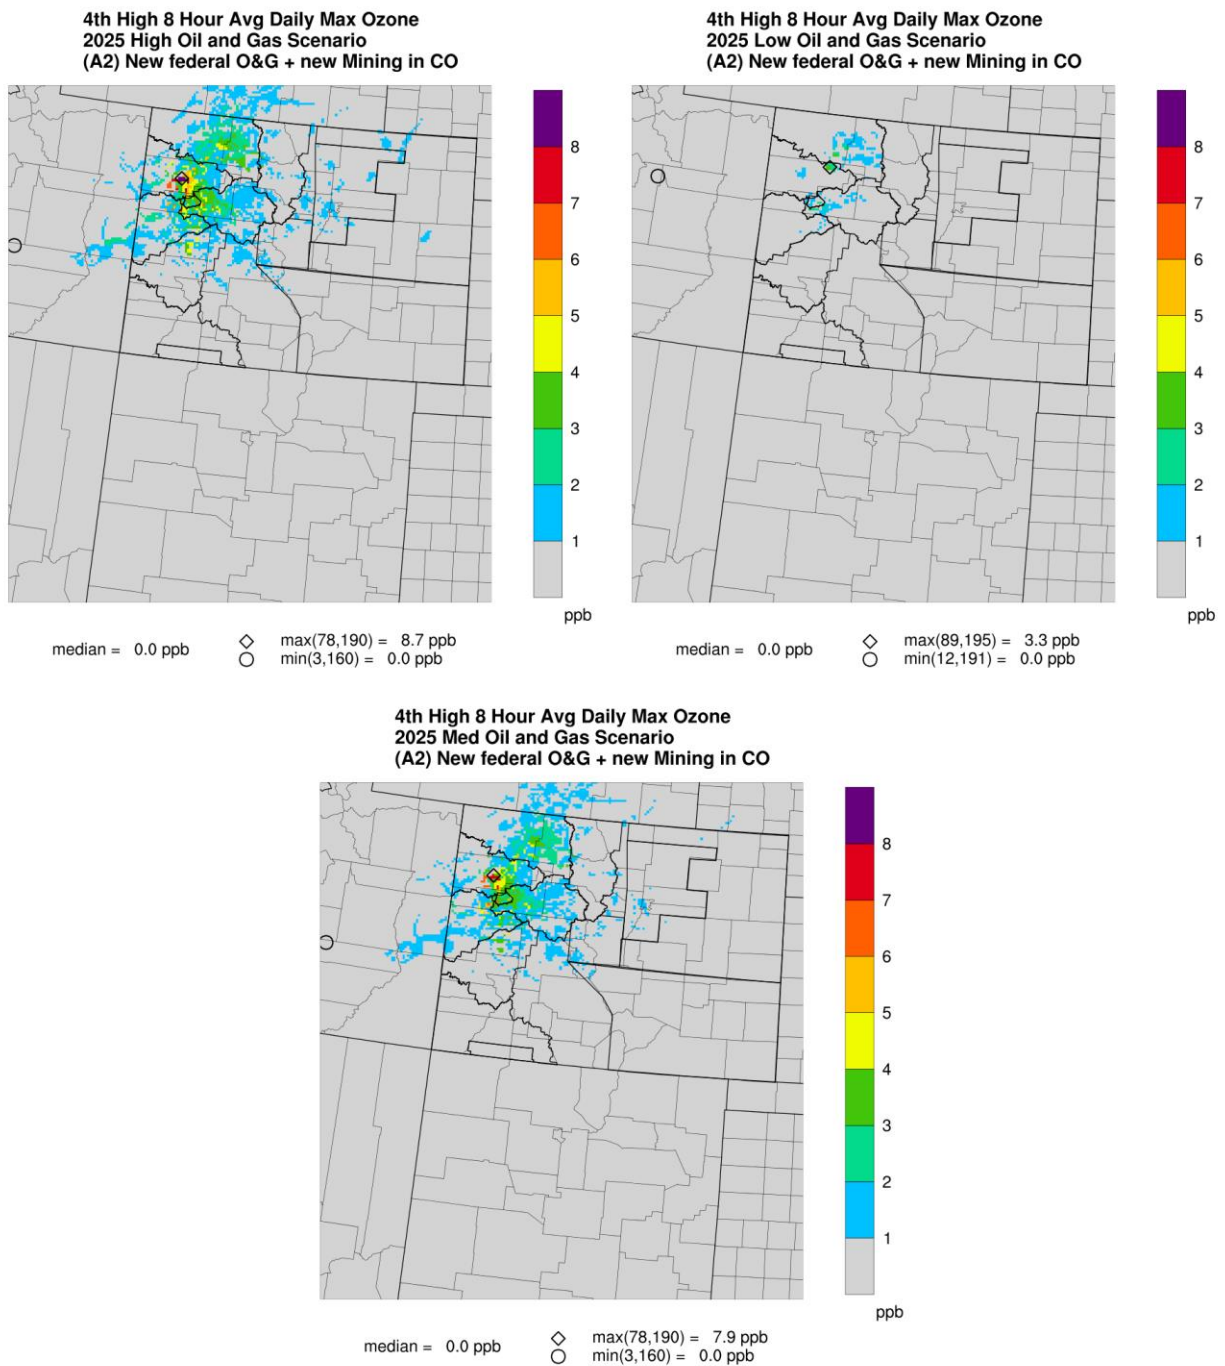 4th High 8 Hour Avg Daily Max Ozone
2025 High Oil and Gas Scenario
(A2) New federal O&G + new Mining in CO
8
7
6
5
4
3
2
1
ppb
median = 0.0 ppb
max(78,190) = 8.7 ppb
min(3,160) = 0.0 ppb
4th High 8 Hour Avg Daily Max Ozone
2025 Low Oil and Gas Scenario
(A2) New federal O&G + new Mining in CO
8
7
6
5
4
3
2
1
ppb
median = 0.0 ppb
max(89,195) = 3.3 ppb
min(12,191) = 0.0 ppb
4th High 8 Hour Avg Daily Max Ozone
2025 Med Oil and Gas Scenario
(A2) New federal O&G + new Mining in CO
8
7
6
5
4
3
2
1
ppb
median = 0.0 ppb
max(78,190) = 7.9 ppb
min(3,160) = 0.0 ppb